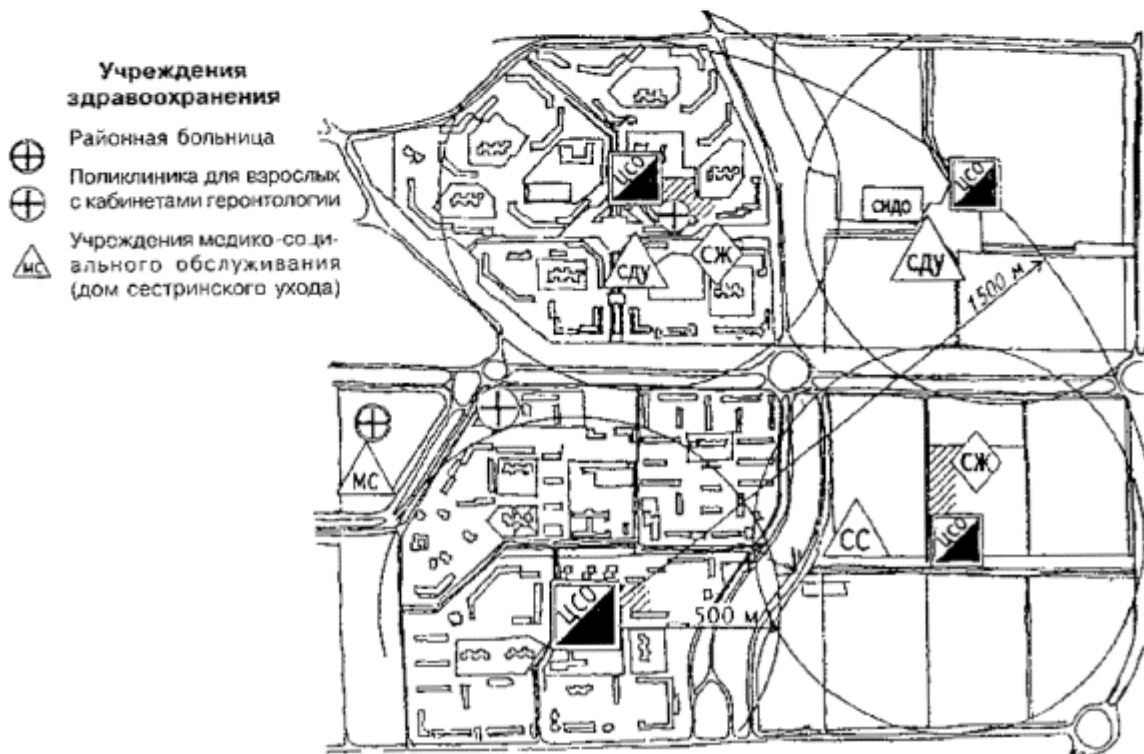 Учреждения
здравоохранения
Районная больница
Поликлиника для взрослых
с кабинетами геронтологии
МС
Учреждения медико-соци-
ального обслуживания
(дом сестринского ухода)
ЦСО
ЦСО
СИДО
СДУ
СЖ
СДУ
1500 м
МС
СЖ
СС
ЦСО
ЦСО
500 м